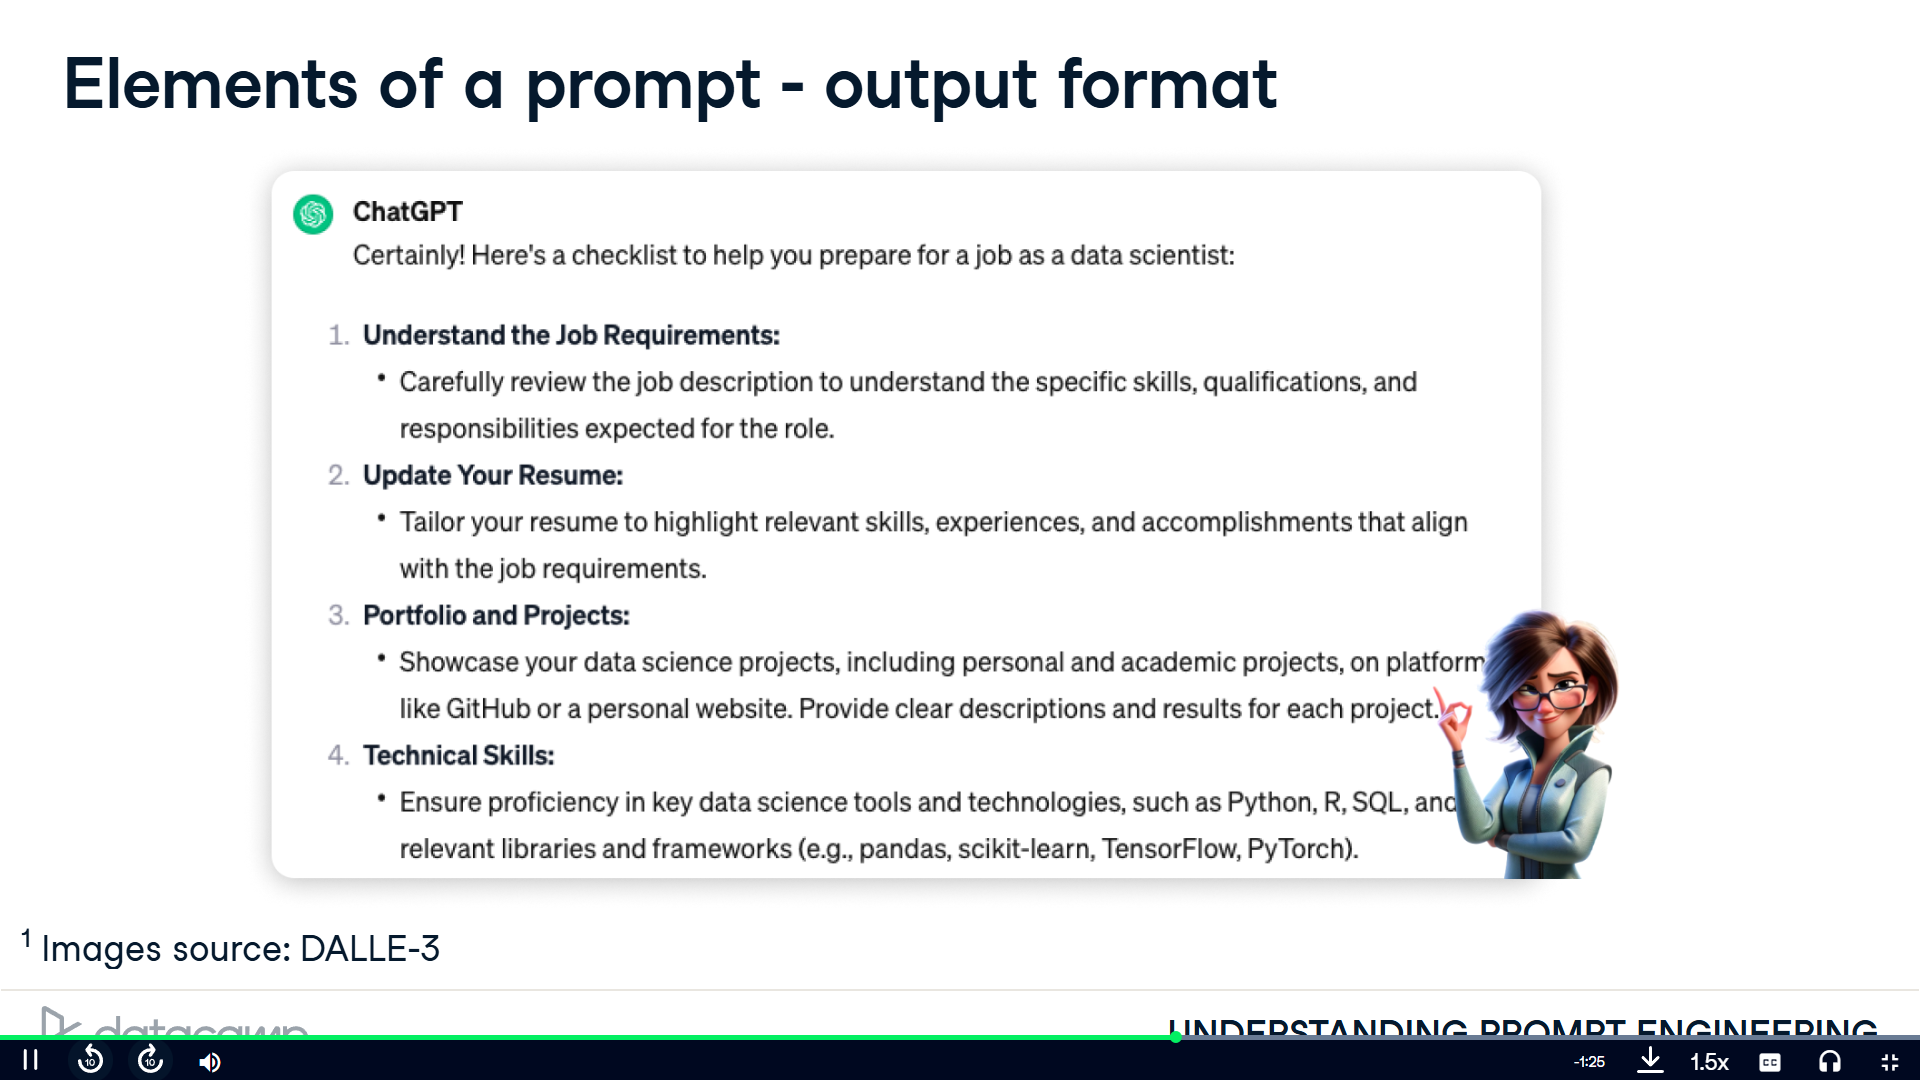 Elements of a prompt - output format
ChatGPT
Certainly! Here's a checklist to help you prepare for a job as a data scientist:
1. Understand the Job Requirements:
• Carefully review the job description to understand the specific skills, qualifications, and
responsibilities expected for the role.
2. Update Your Resume:
• Tailor your resume to highlight relevant skills, experiences, and accomplishments that align
with the job requirements.
3. Portfolio and Projects:
• Showcase your data science projects, including personal and academic projects, on platform
like GitHub or a personal website. Provide clear descriptions and results for each project.
4. Technical Skills:
• Ensure proficiency in key data science tools and technologies, such as Python, R, SQL, and
relevant libraries and frameworks (e.g., pandas, scikit-learn, TensorFlow, PyTorch).
1 Images source: DALLE-3
datacamp
UNDERSTANDING PROMPT ENGINEERING
10
10
-1:25
1.5x
CC